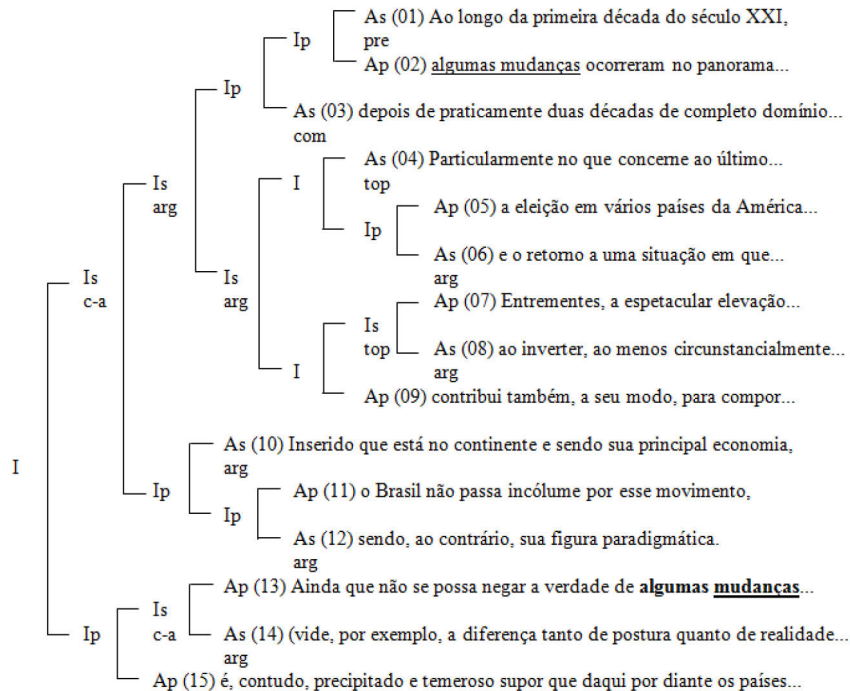 As (01) Ao longo da primeira década do século XXI,
Ip pre
Ap (02) algumas mudanças ocorreram no panorama...
Ip
As (03) depois de praticamente duas décadas de completo domínio...
com
As (04) Particularmente no que concerne ao último...
Is I top
arg
Ap (05) a eleição em vários países da América...
Ip
As (06) e o retorno a uma situação em que...
Is Is arg
c-a arg
Ap (07) Entrementes, a espetacular elevação...
Is
top As (08) ao inverter, ao menos circunstancialmente...
I arg
Ap (09) contribui também, a seu modo, para compor...
As (10) Inserido que está no continente e sendo sua principal economia,
I arg
Ip Ap (11) o Brasil não passa incólume por esse movimento,
Ip
As (12) sendo, ao contrário, sua figura paradigmática.
arg
Ap (13) Ainda que não se possa negar a verdade de algumas mudanças...
Is
Ip c-a As (14) (vide, por exemplo, a diferença tanto de postura quanto de realidade...
arg
Ap (15) é, contudo, precipitado e temeroso supor que daqui por diante os países...